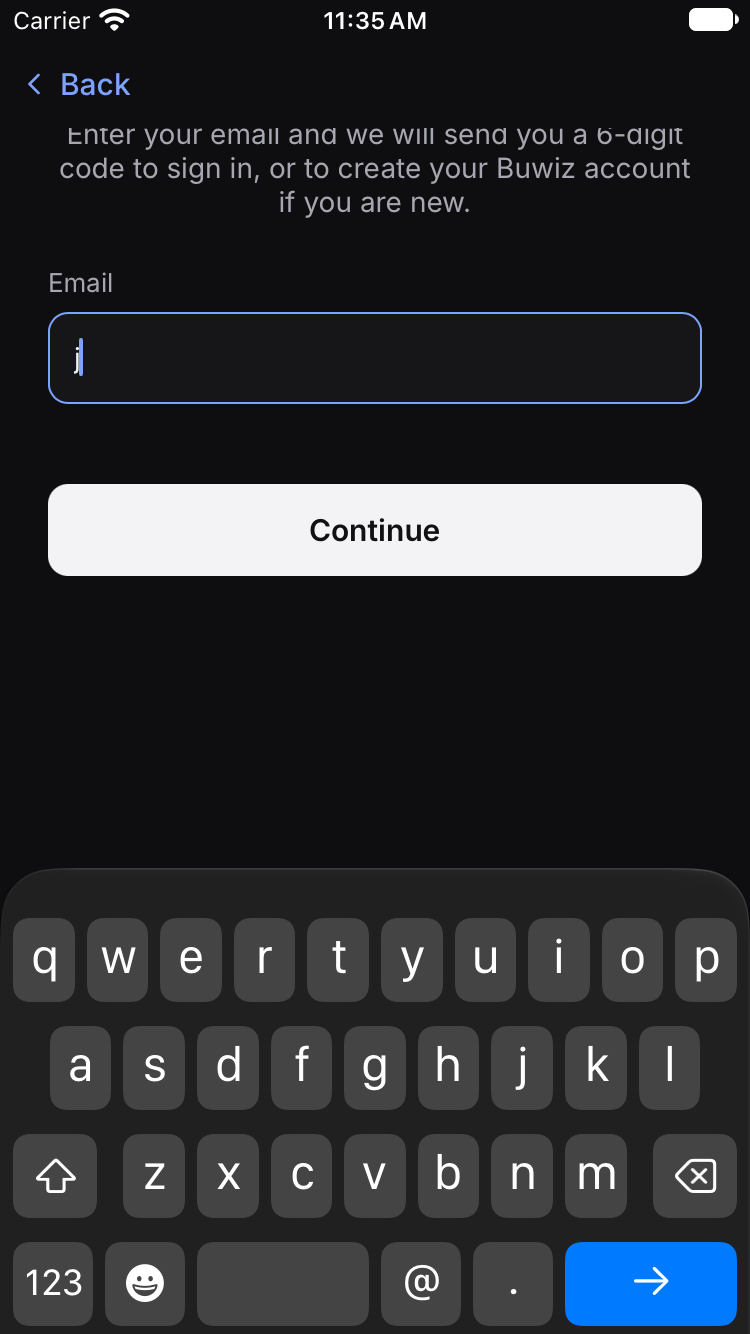 Carrier 11:35 AM
Back
Enter your email and we will send you a 6-digit
code to sign in, or to create your Buwiz account
if you are new.
Email
j
Continue
q w e r t y u i o p
a s d f g h j k l
z x c v b n m
123 @ .